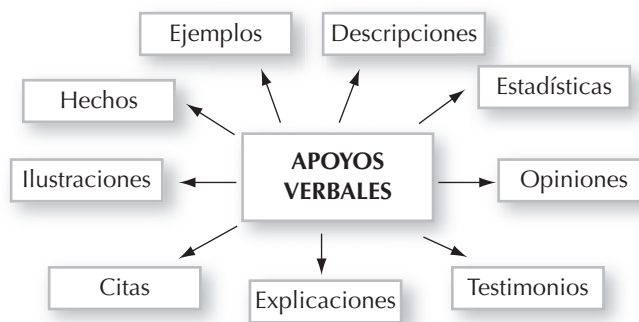 Ejemplos
Descripciones
Hechos
Estadísticas
APOYOS
VERBALES
Ilustraciones
Opiniones
Citas
Explicaciones
Testimonios